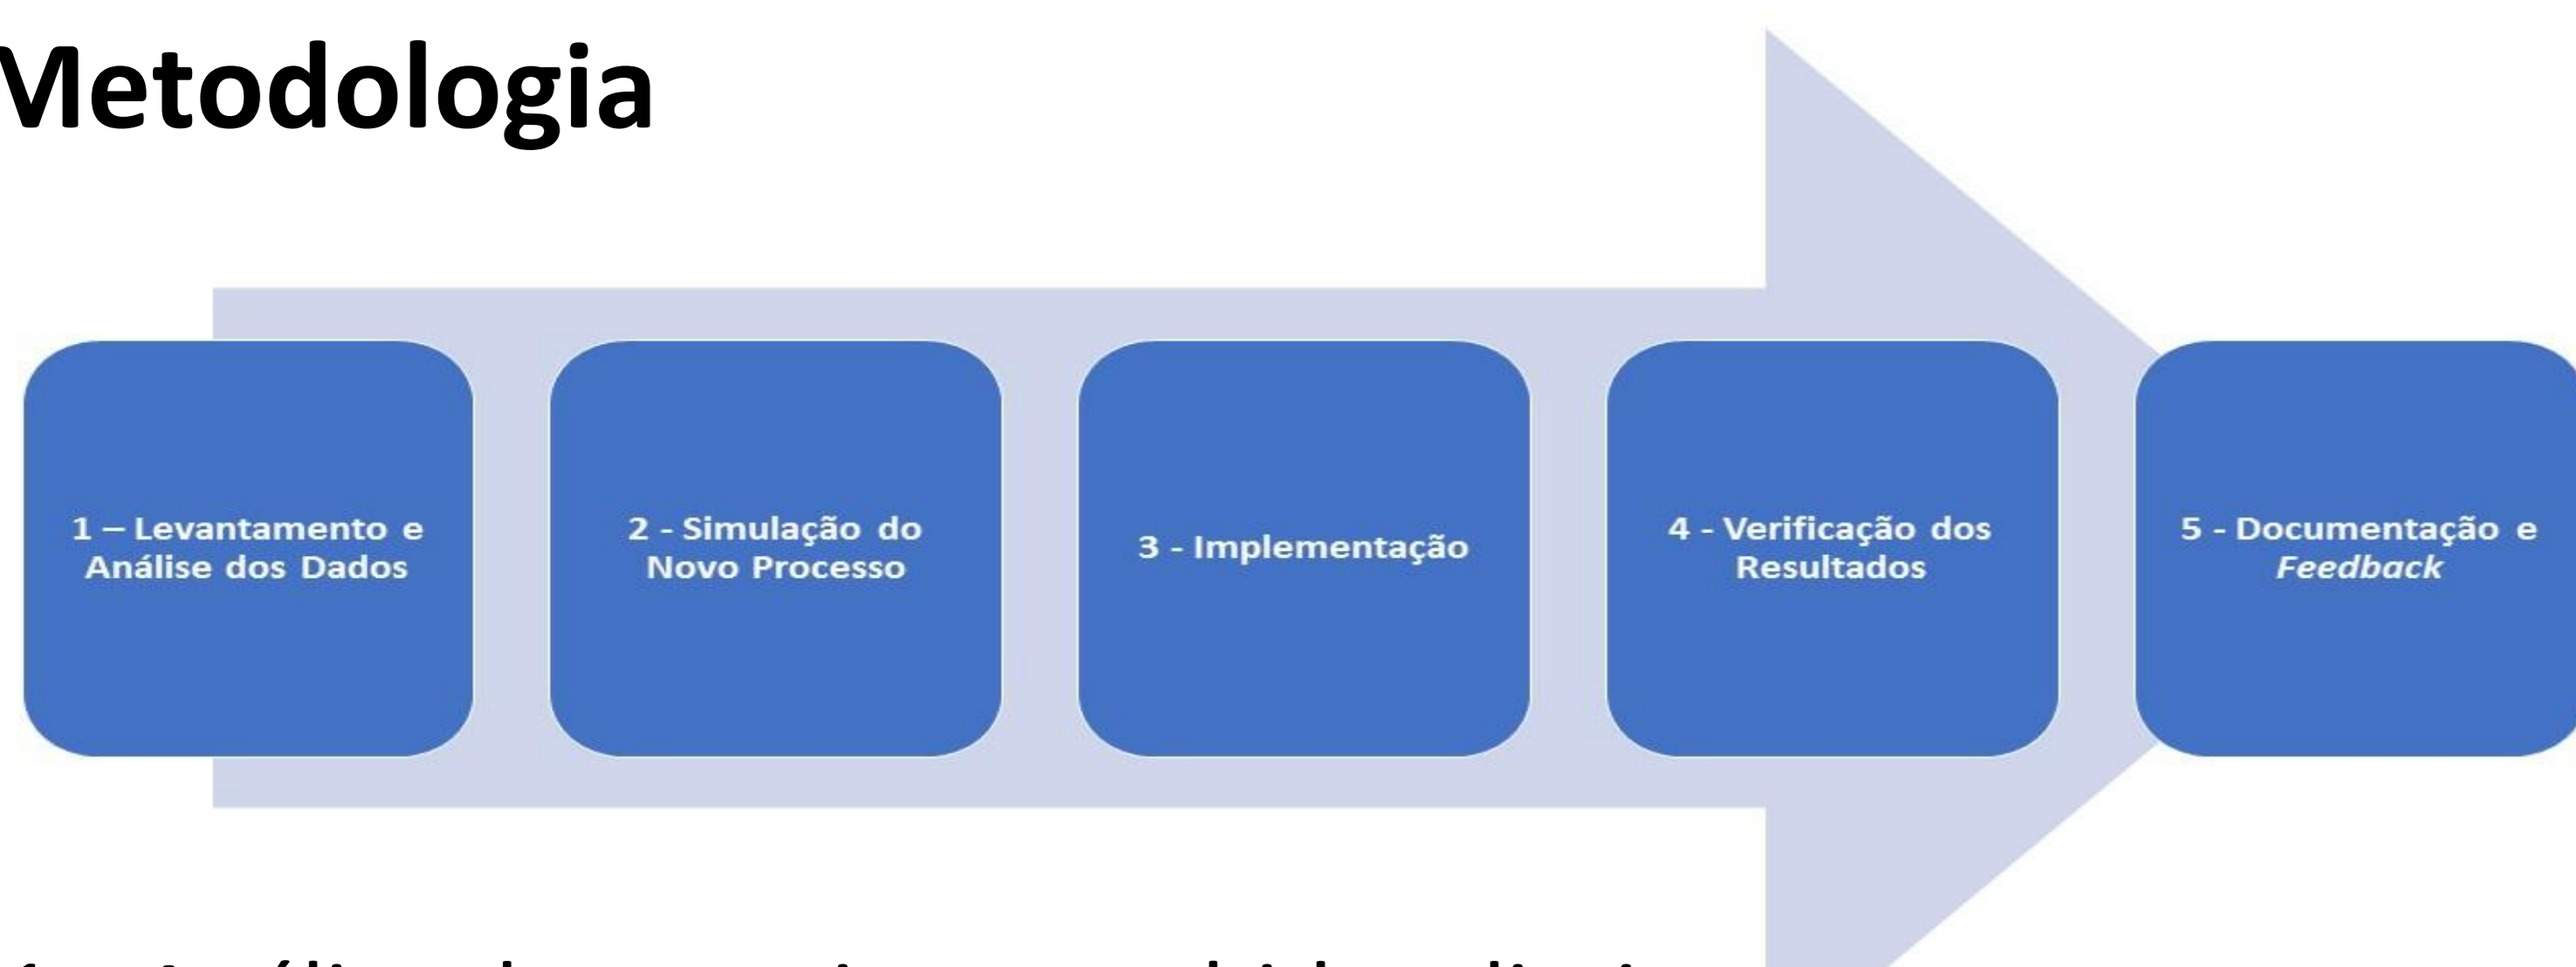 Metodologia
1 – Levantamento e
Análise dos Dados
2 - Simulação do
Novo Processo
3 - Implementação
4 - Verificação dos
Resultados
5 - Documentação e
Feedback